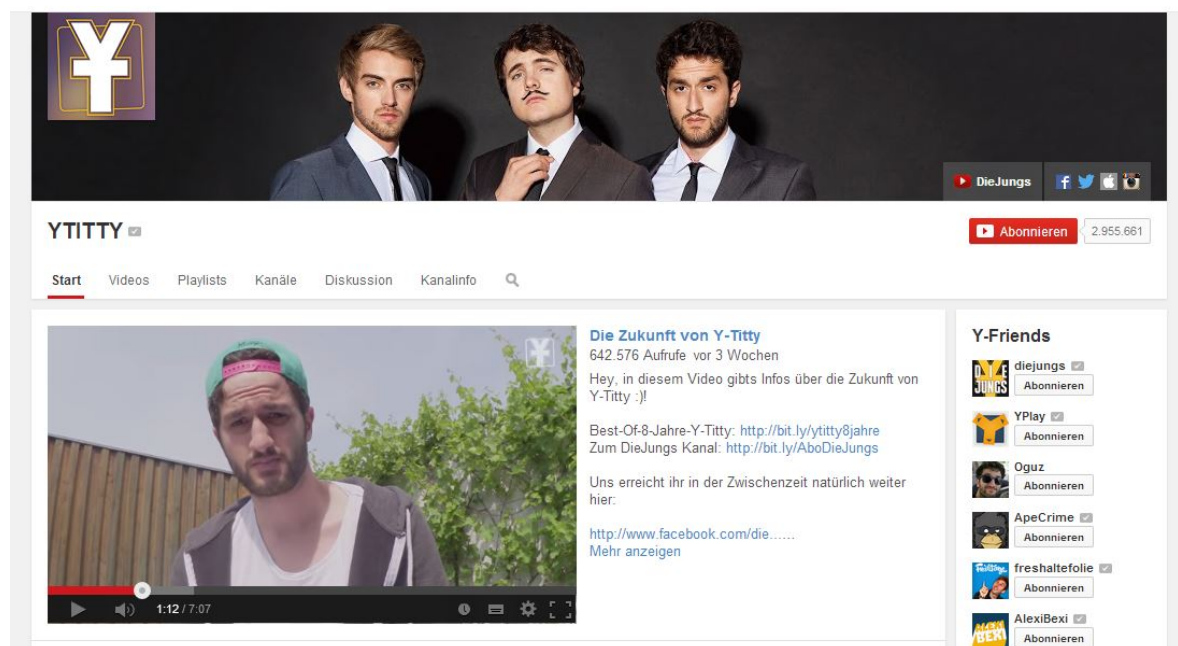 DieJungs
YTITTY
Abonnieren 2.955.661
Start Videos Playlists Kanäle Diskussion Kanalinfo
Die Zukunft von Y-Titty
642.576 Aufrufe vor 3 Wochen
Hey, in diesem Video gibts Infos über die Zukunft von
Y-Titty :)!
Best-Of-8-Jahre-Y-Titty: http://bit.ly/ytitty8jahre
Zum DieJungs Kanal: http://bit.ly/AboDieJungs
Uns erreicht ihr in der Zwischenzeit natürlich weiter
hier:
http://www.facebook.com/die......
Mehr anzeigen
1:12 / 7:07
Y-Friends
DIE
JUNGS
diejungs
Abonnieren
YPlay
Abonnieren
Oguz
Abonnieren
ApeCrime
Abonnieren
freshaltefolie
Abonnieren
ALEXI
BEXI
AlexiBexi
Abonnieren